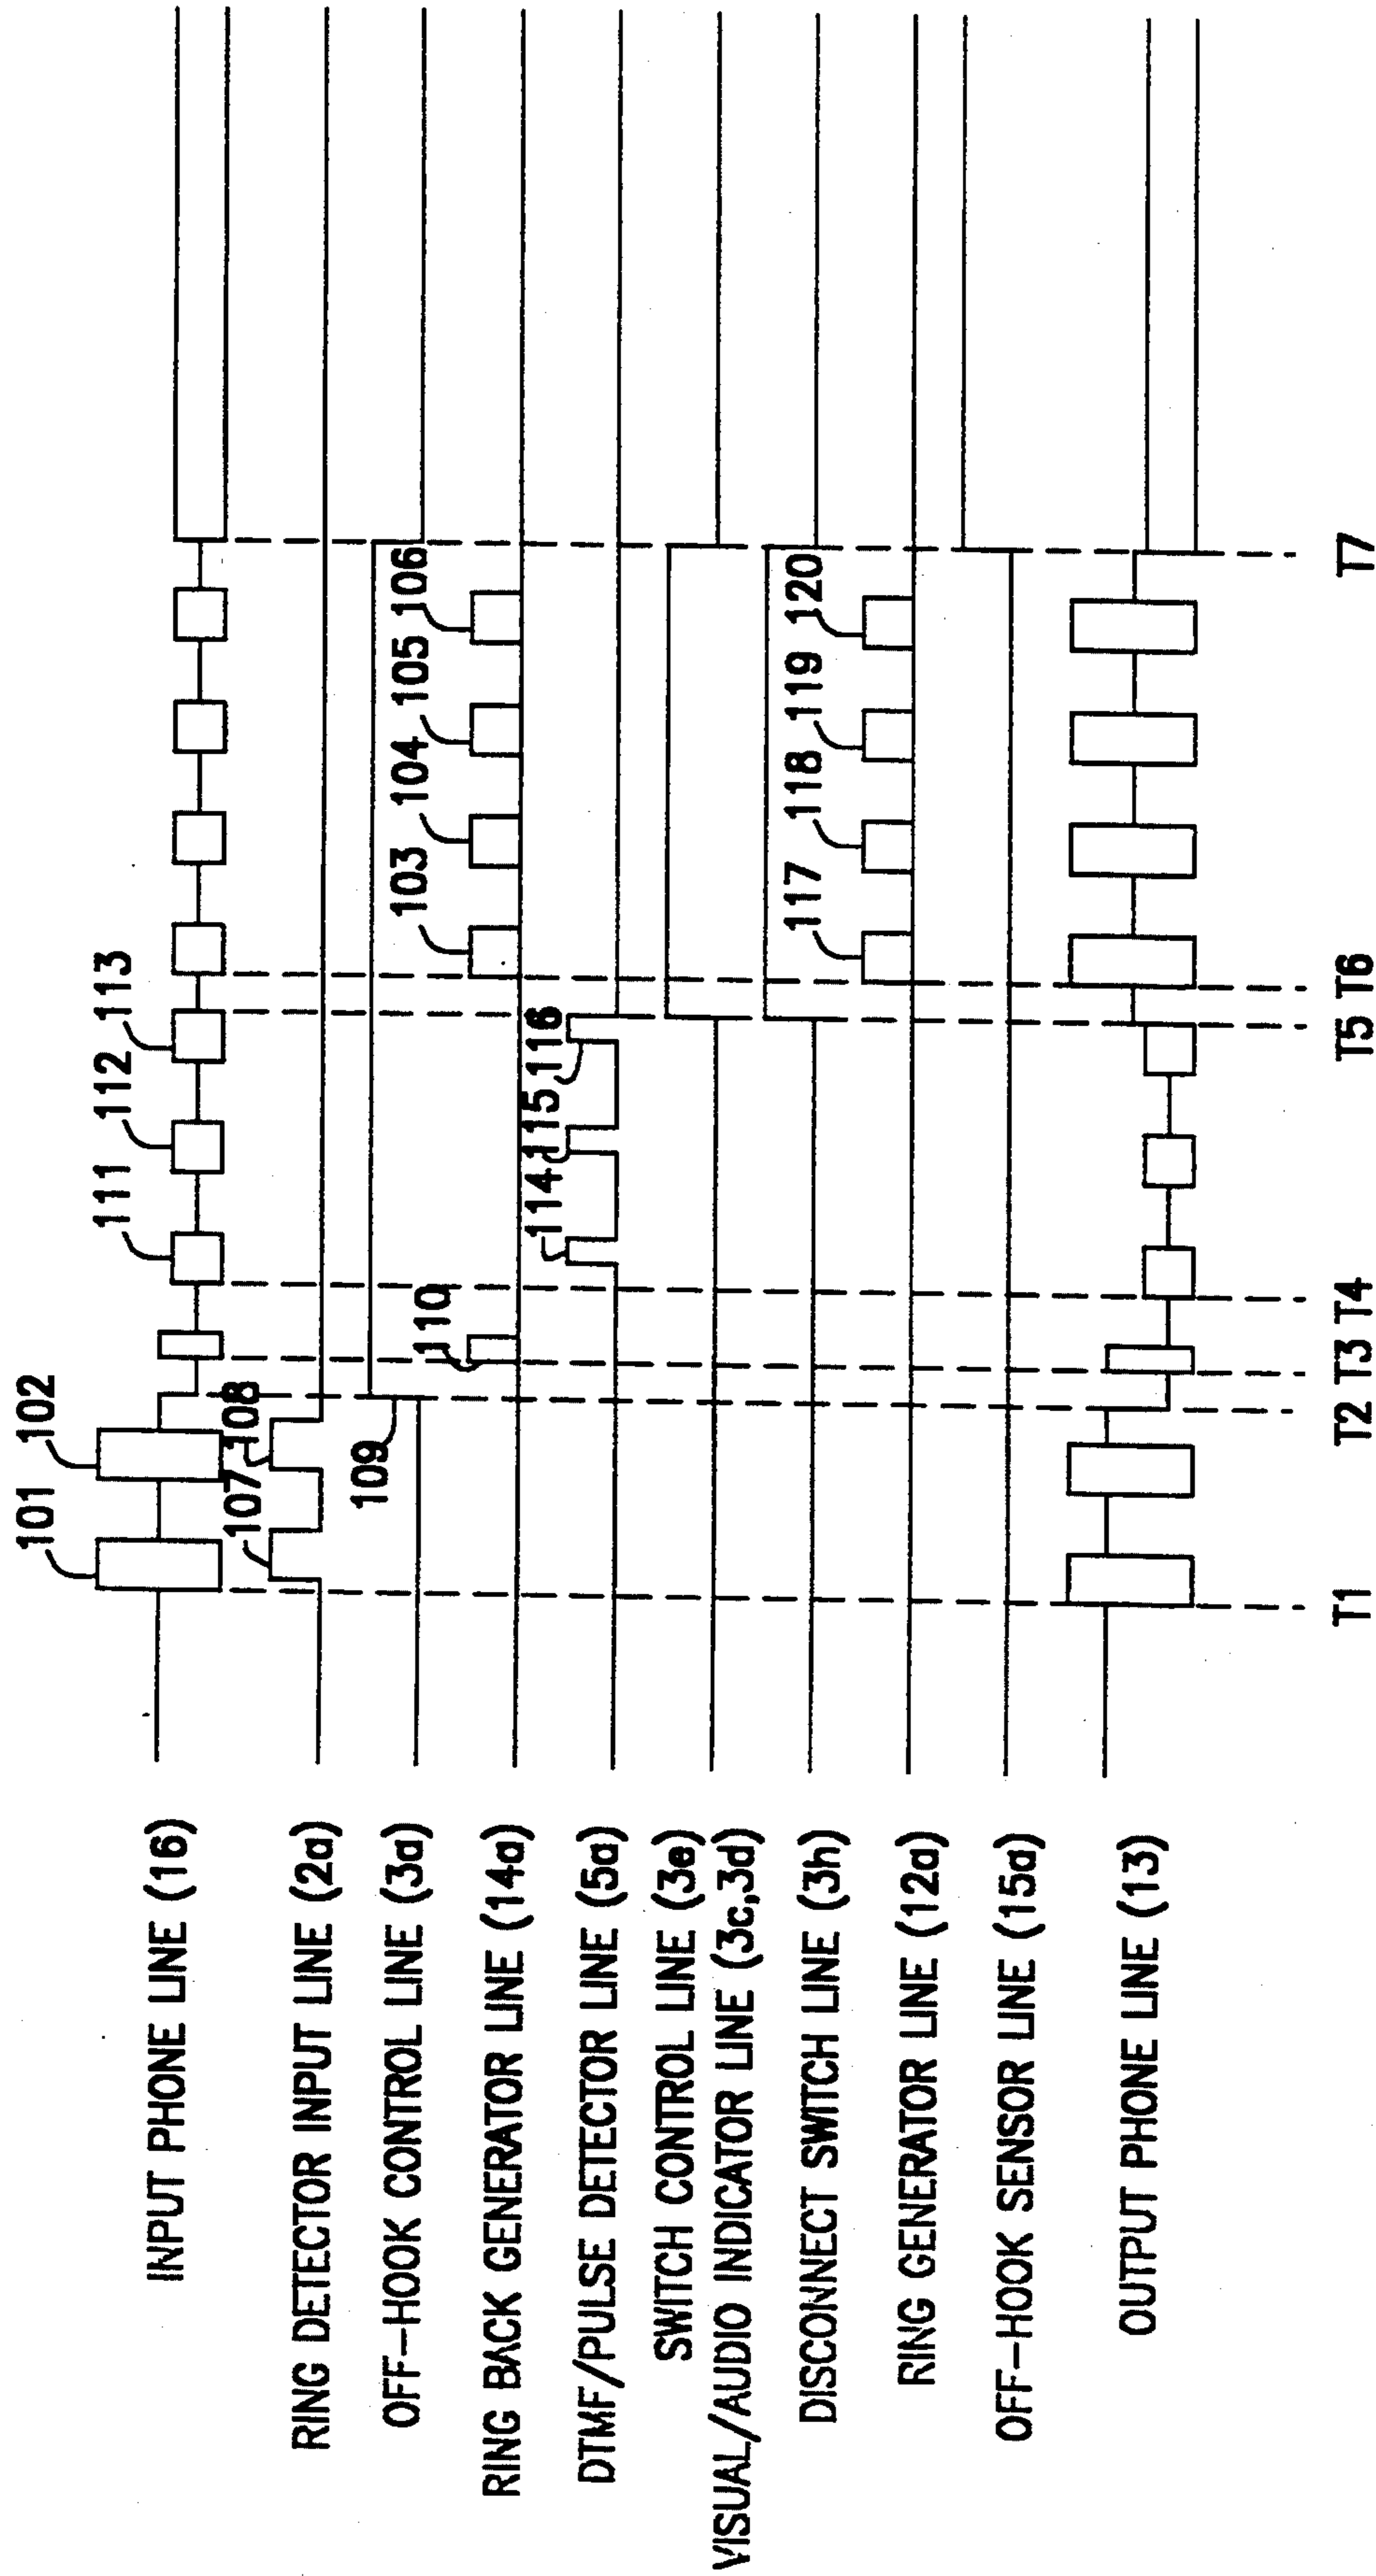 101 102 111 112 113
INPUT PHONE LINE (16)
107 108
RING DETECTOR INPUT LINE (2a)
109
OFF-HOOK CONTROL LINE (3a)
110 103 104 105 106
RING BACK GENERATOR LINE (14a)
114 115 116
DTMF/PULSE DETECTOR LINE (5a)
SWITCH CONTROL LINE (3e)
VISUAL/AUDIO INDICATOR LINE (3c,3d)
DISCONNECT SWITCH LINE (3h)
117 118 119 120
RING GENERATOR LINE (12a)
OFF-HOOK SENSOR LINE (15a)
OUTPUT PHONE LINE (13)
T1 T2 T3 T4 T5 T6 T7